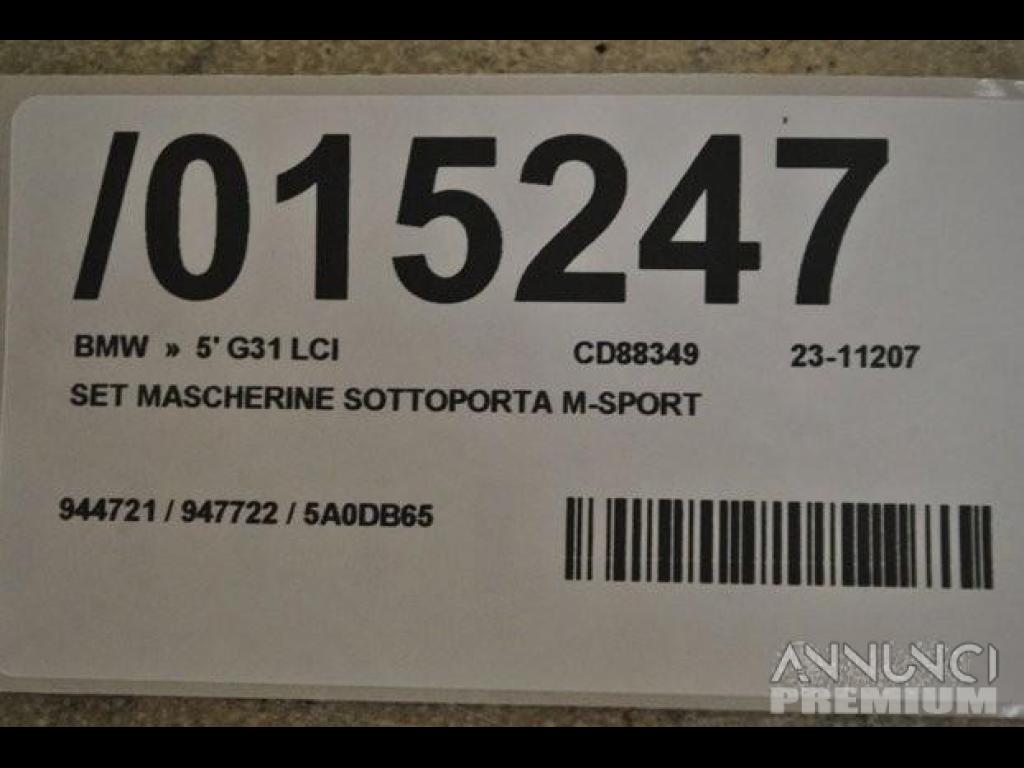 /015247
BMW » 5' G31 LCI CD88349 23-11207
SET MASCHERINE SOTTOPORTA M-SPORT
944721 / 947722 / 5A0DB65
ANNUNCI
PREMIUM